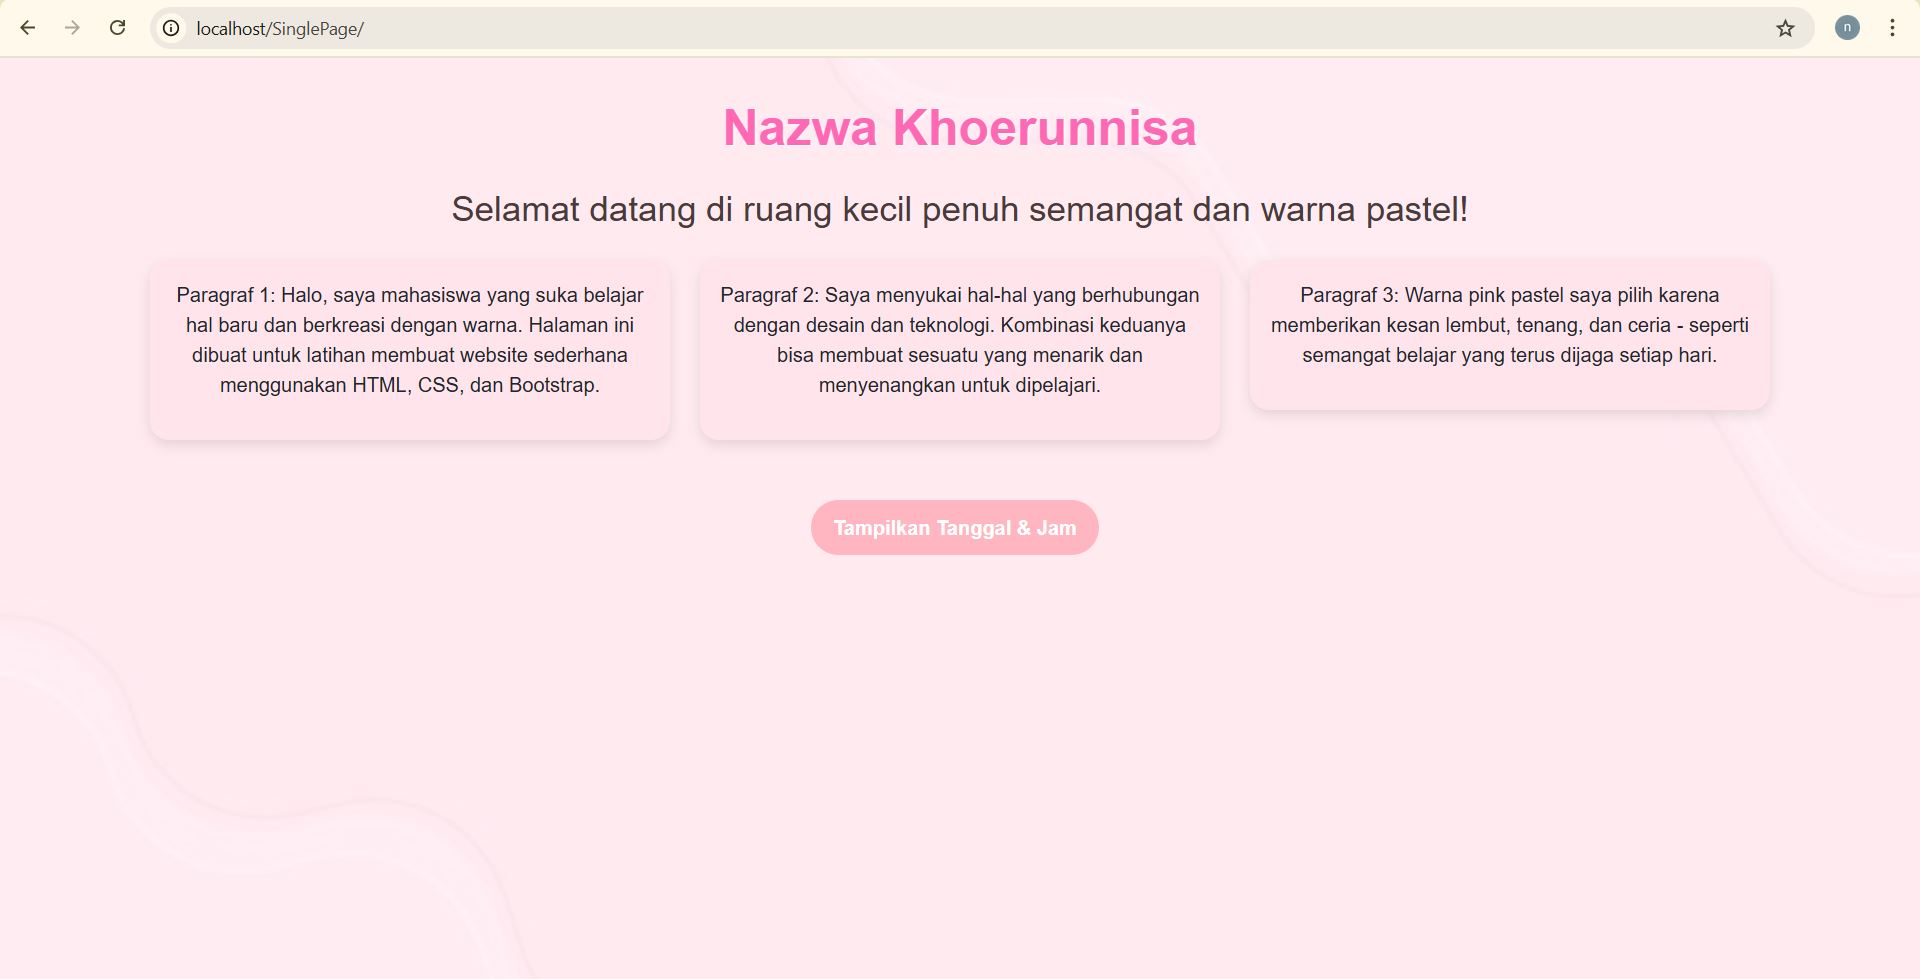 localhost/SinglePage/
n
Nazwa Khoerunnisa
Selamat datang di ruang kecil penuh semangat dan warna pastel!
Paragraf 1: Halo, saya mahasiswa yang suka belajar
hal baru dan berkreasi dengan warna. Halaman ini
dibuat untuk latihan membuat website sederhana
menggunakan HTML, CSS, dan Bootstrap.
Paragraf 2: Saya menyukai hal-hal yang berhubungan
dengan desain dan teknologi. Kombinasi keduanya
bisa membuat sesuatu yang menarik dan
menyenangkan untuk dipelajari.
Paragraf 3: Warna pink pastel saya pilih karena
memberikan kesan lembut, tenang, dan ceria - seperti
semangat belajar yang terus dijaga setiap hari.
Tampilkan Tanggal & Jam